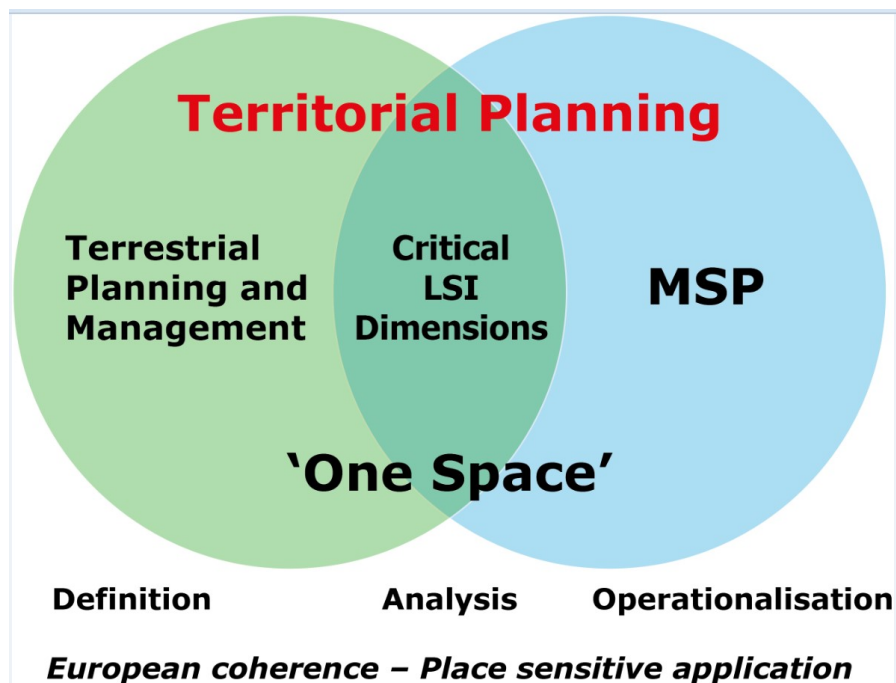 Territorial Planning
Terrestrial
Planning and
Management
Critical
LSI
Dimensions
MSP
‘One Space’
Definition
Analysis
Operationalisation
European coherence – Place sensitive application